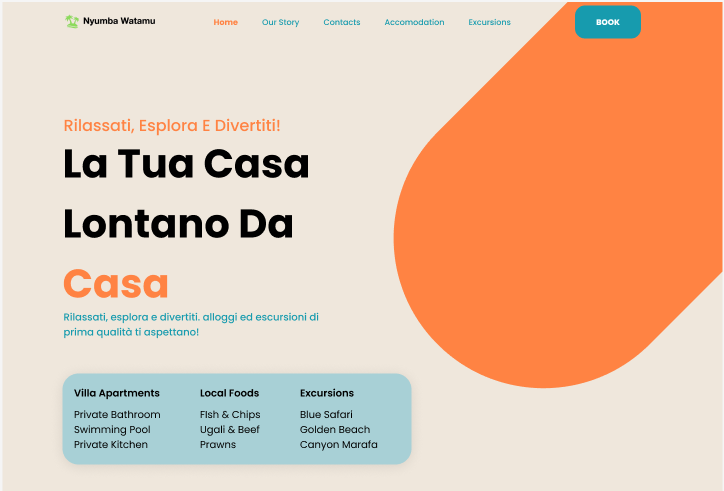 Nyumba Watamu
Home Our Story Contacts Accomodation Excursions BOOK
Rilassati, Esplora E Divertiti!
La Tua Casa
Lontano Da
Casa
Rilassati, esplora e divertiti. alloggi ed escursioni di
prima qualità ti aspettano!
Villa Apartments Local Foods Excursions
Private Bathroom FIsh & Chips Blue Safari
Swimming Pool Ugali & Beef Golden Beach
Private Kitchen Prawns Canyon Marafa